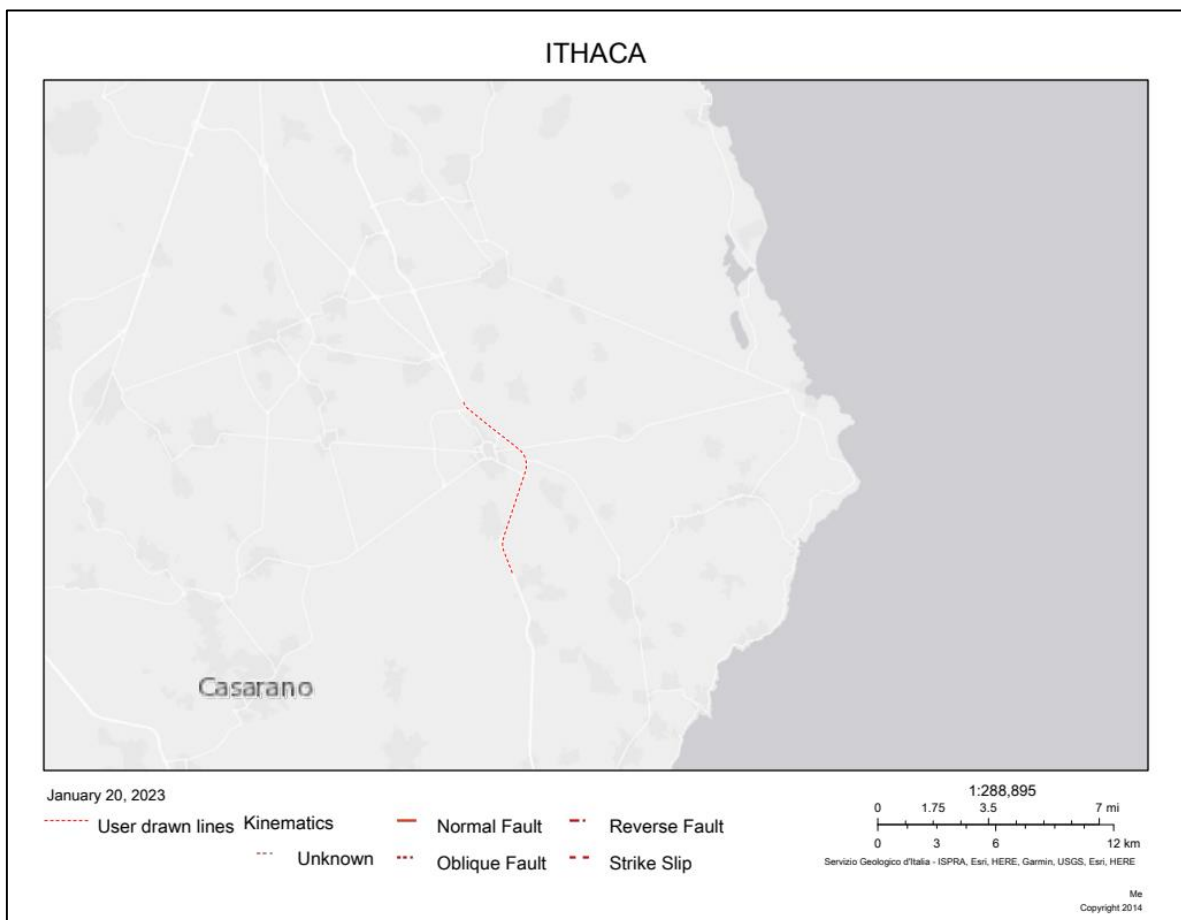 ITHACA
Casarano
January 20, 2023
User drawn lines Kinematics Normal Fault Reverse Fault
Unknown Oblique Fault Strike Slip
1:288,895
0 1.75 3.5 7 mi
0 3 6 12 km
Servizio Geologico d'Italia - ISPRA, Esri, HERE, Garmin, USGS, Esri, HERE
Me
Copyright 2014